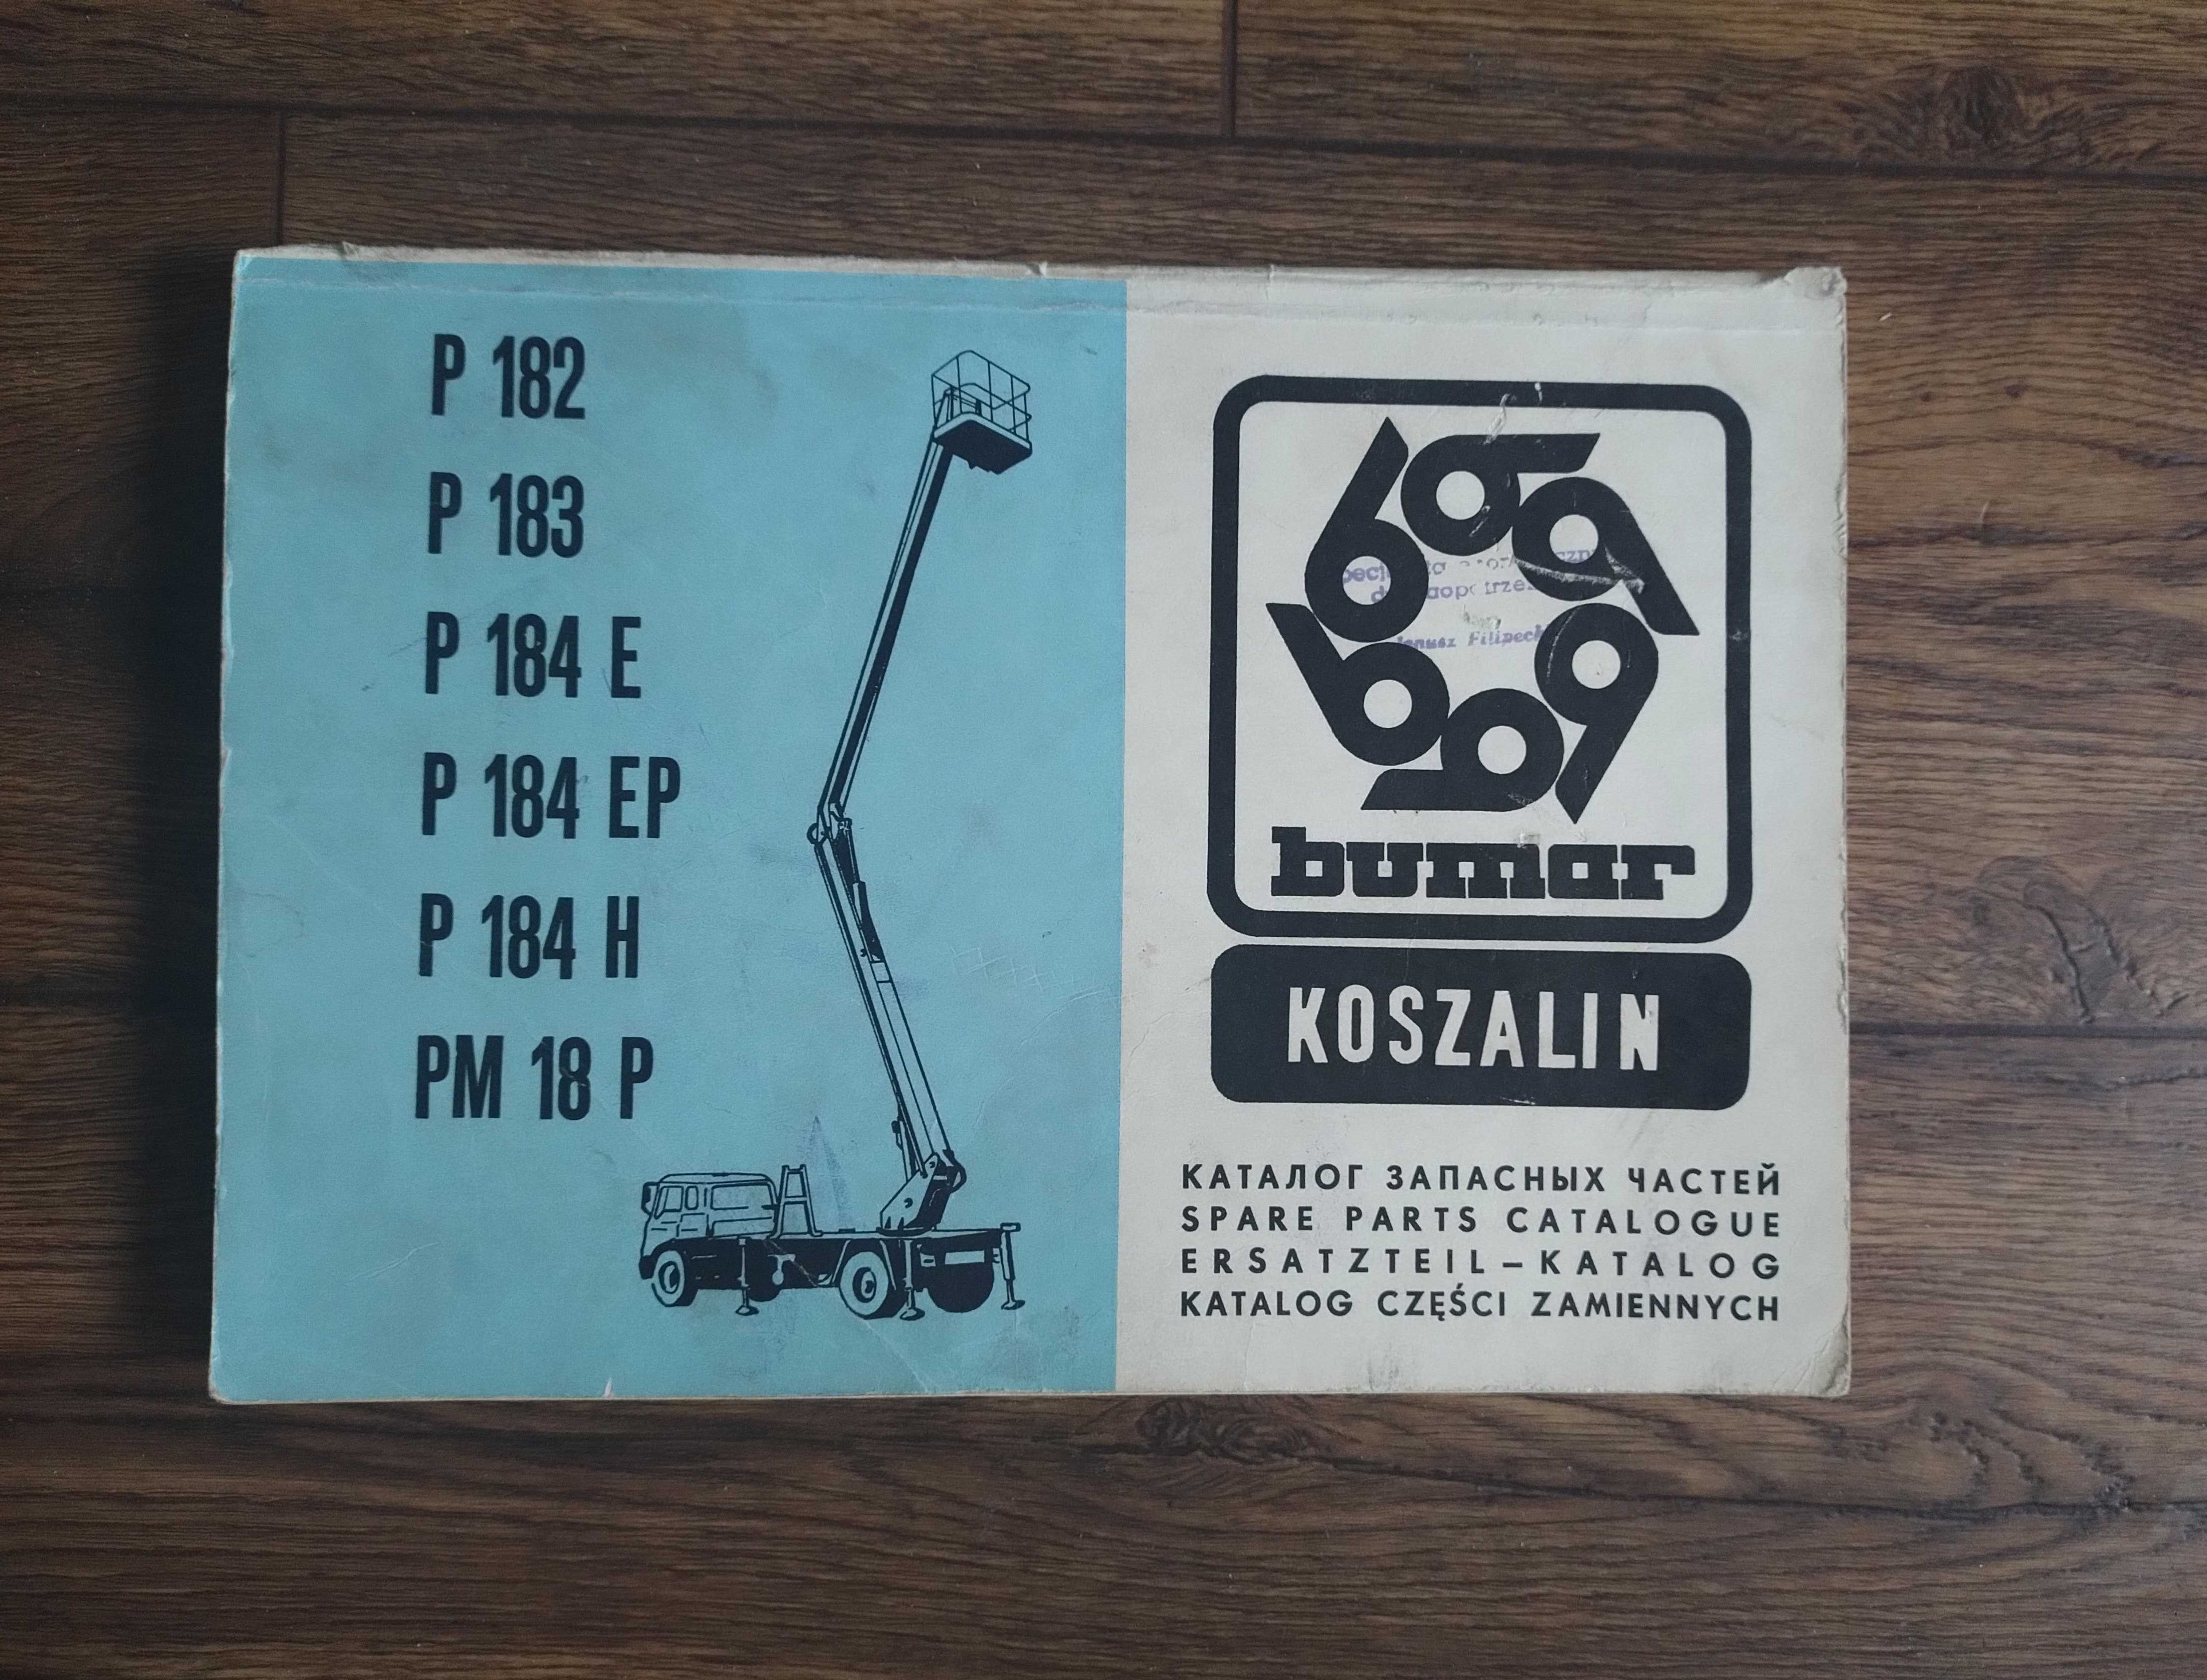 P 182
P 183
P 184 E
P 184 EP
P 184 H
PM 18 P
bumar
KOSZALIN
КАТАЛОГ ЗАПАСНЫХ ЧАСТЕЙ
SPARE PARTS CATALOGUE
ERSATZTEIL–KATALOG
KATALOG CZĘŚCI ZAMIENNYCH